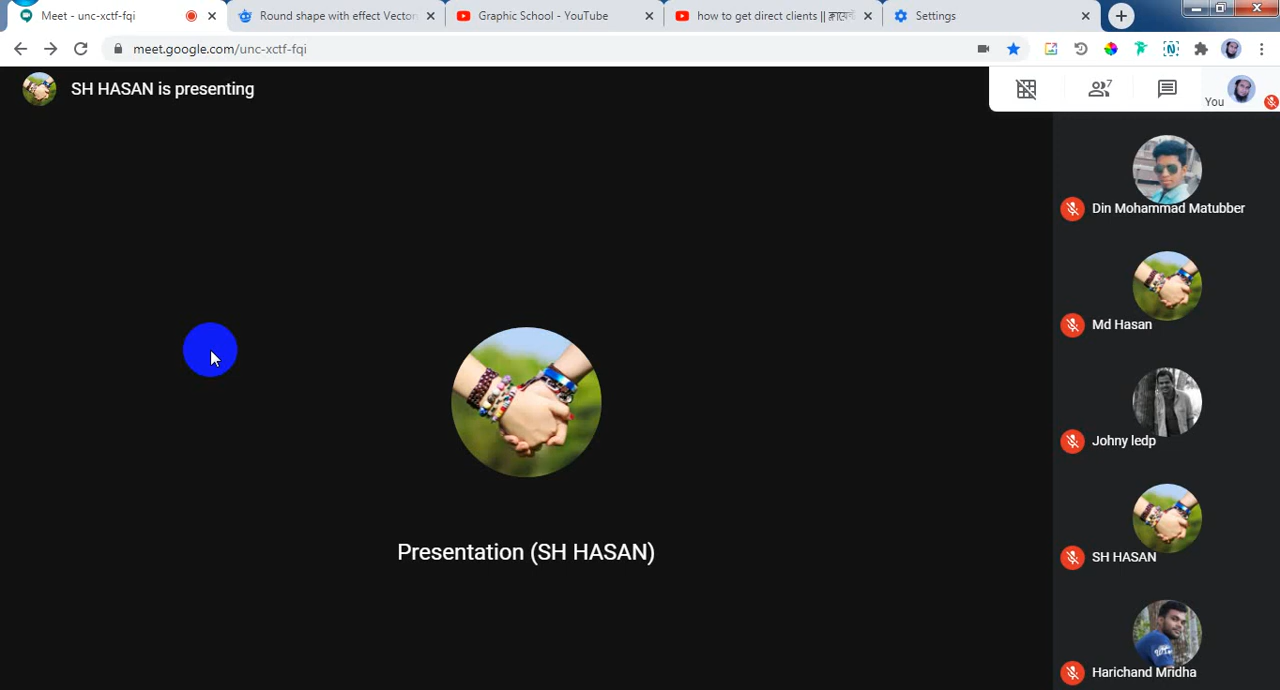 Meet - unc-xctf-fqi
Round shape with effect Vector
Graphic School - YouTube
how to get direct clients ||
Settings
meet.google.com/unc-xctf-fqi
SH HASAN is presenting
7
You
Din Mohammad Matubber
Md Hasan
Johny ledp
SH HASAN
Harichand Mridha
Presentation (SH HASAN)